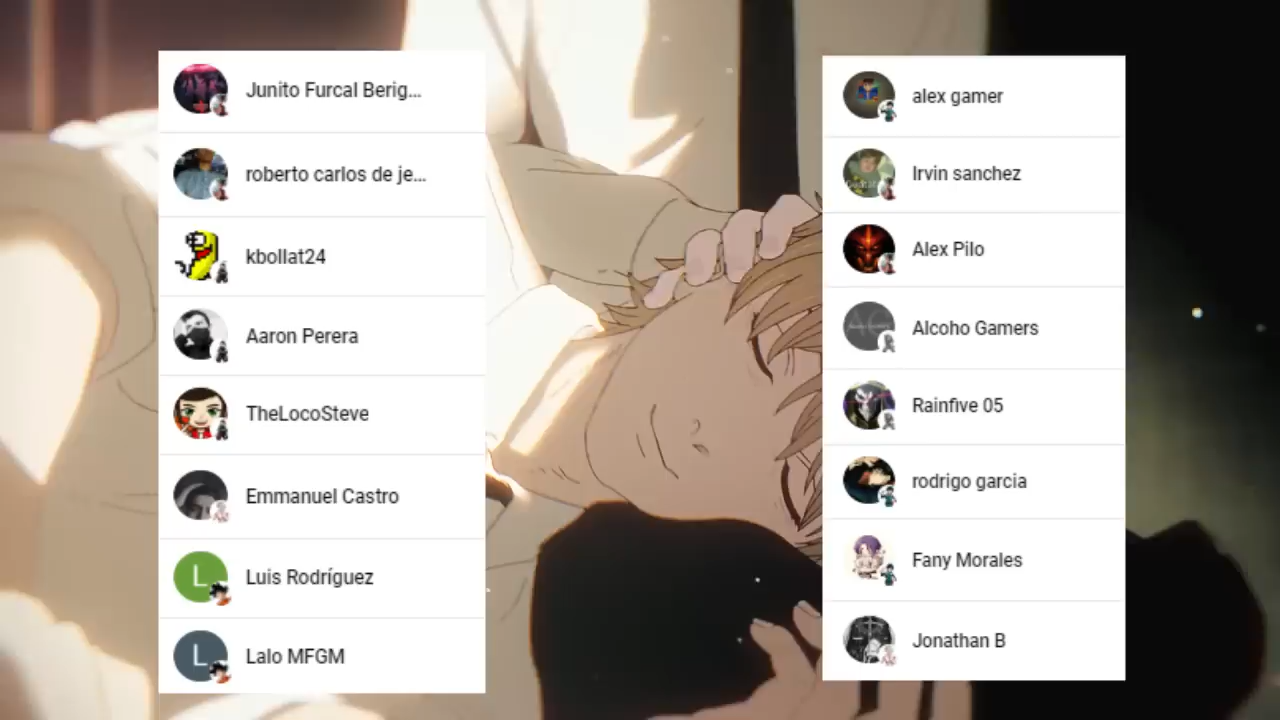 Junito Furcal Berig...
roberto carlos de je...
kbollat24
Aaron Perera
TheLocoSteve
Emmanuel Castro
L
Luis Rodríguez
L
Lalo MFGM
alex gamer
Irvin sanchez
Alex Pilo
Alcoho Gamers
Rainfive 05
rodrigo garcia
Fany Morales
Jonathan B